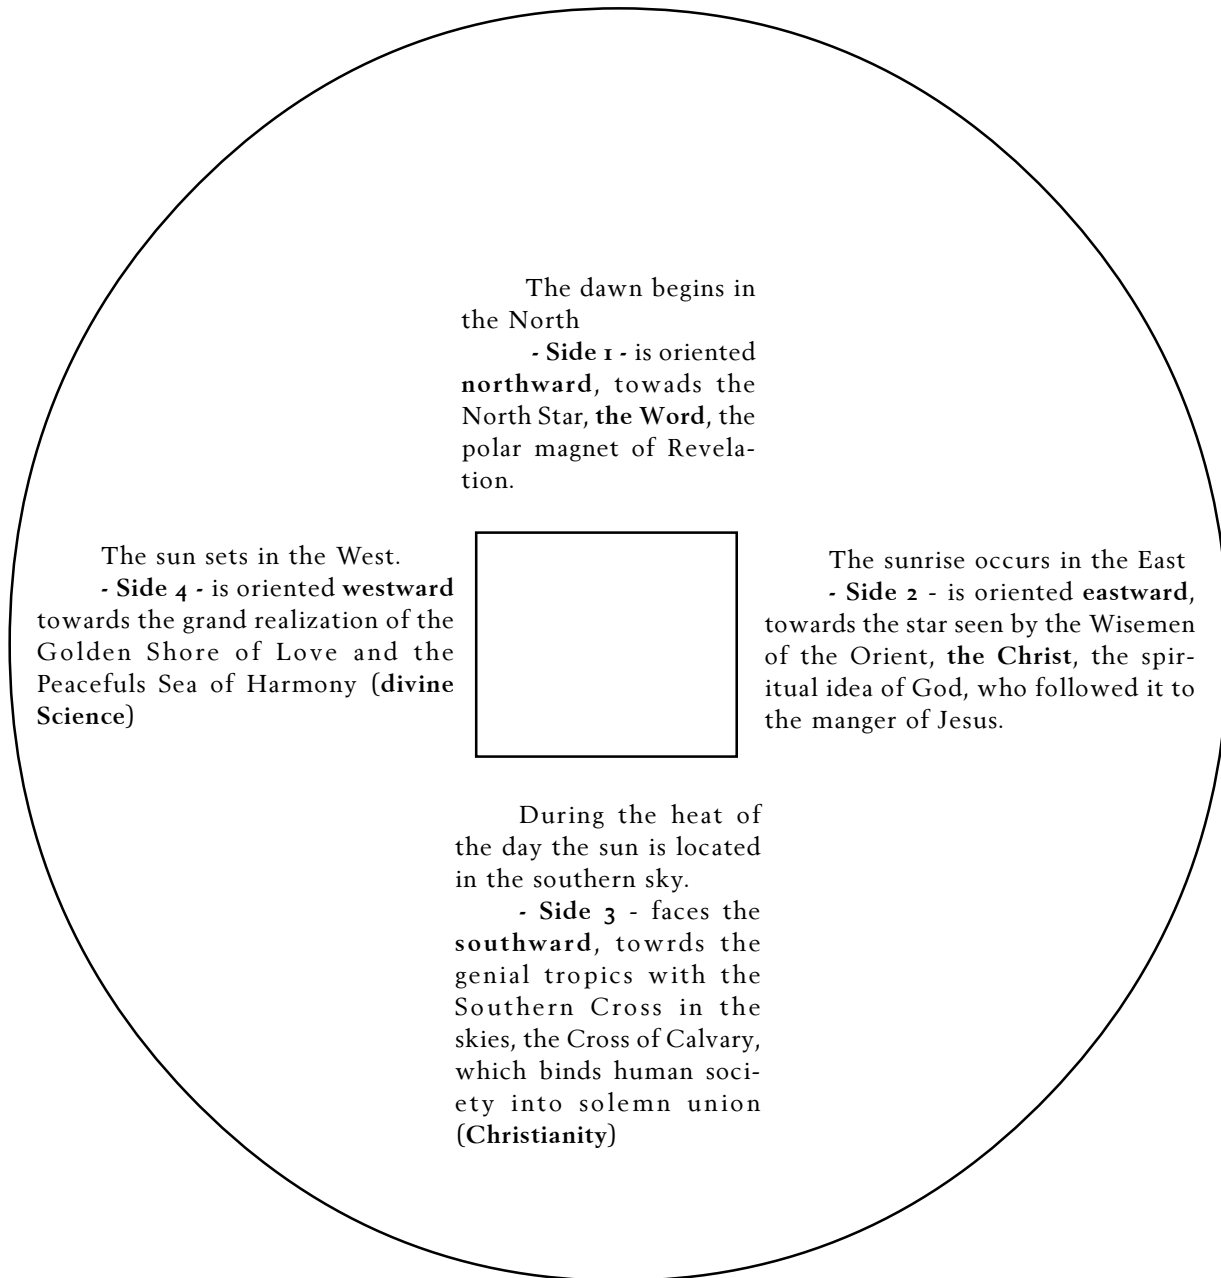 The dawn begins in
the North
- Side 1 - is oriented
northward, towads the
North Star, the Word, the
polar magnet of Revela-
tion.
The sun sets in the West.
- Side 4 - is oriented westward
towards the grand realization of the
Golden Shore of Love and the
Peacefuls Sea of Harmony (divine
Science)
The sunrise occurs in the East
- Side 2 - is oriented eastward,
towards the star seen by the Wisemen
of the Orient, the Christ, the spir-
itual idea of God, who followed it to
the manger of Jesus.
During the heat of
the day the sun is located
in the southern sky.
- Side 3 - faces the
southward, towrds the
genial tropics with the
Southern Cross in the
skies, the Cross of Calvary,
which binds human soci-
ety into solemn union
(Christianity)